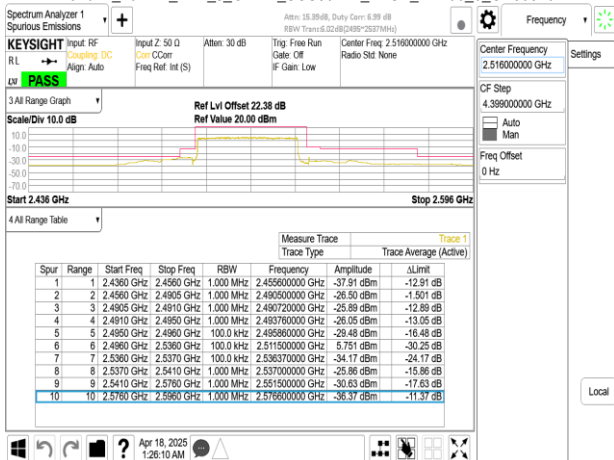 Spectrum Analyzer 1
Spurious Emissions
Attn: 15.39dB, Duty Corr: 6.99 dB
RBW Trans:6.02dB(2495~2537MHz)
Frequency
KEYSIGHT
RL
PASS
Input: RF
Coupling: DC
Align: Auto
Input Z: 50 Ω
Corr CCorr
Freq Ref: Int (S)
Atten: 30 dB
Trig: Free Run
Gate: Off
IF Gain: Low
Center Freq: 2.516000000 GHz
Radio Std: None
Center Frequency
2.516000000 GHz
Settings
CF Step
4.399000000 GHz
Auto
Man
Freq Offset
0 Hz
Local
3 All Range Graph
Scale/Div 10.0 dB
Ref Lvl Offset 22.38 dB
Ref Value 20.00 dBm
10.0
-10.0
-30.0
-50.0
-70.0
Start 2.436 GHz Stop 2.596 GHz
4 All Range Table
Measure Trace Trace 1
Trace Type Trace Average (Active)
Spur Range Start Freq Stop Freq RBW Frequency Amplitude ΔLimit
1 1 2.4360 GHz 2.4560 GHz 1.000 MHz 2.455600000 GHz -37.91 dBm -12.91 dB
2 2 2.4560 GHz 2.4905 GHz 1.000 MHz 2.490500000 GHz -26.50 dBm -1.501 dB
3 3 2.4905 GHz 2.4910 GHz 1.000 MHz 2.490720000 GHz -25.89 dBm -12.89 dB
4 4 2.4910 GHz 2.4950 GHz 1.000 MHz 2.493760000 GHz -26.05 dBm -13.05 dB
5 5 2.4950 GHz 2.4960 GHz 100.0 kHz 2.495860000 GHz -29.48 dBm -16.48 dB
6 6 2.4960 GHz 2.5360 GHz 100.0 kHz 2.511500000 GHz 5.751 dBm -30.25 dB
7 7 2.5360 GHz 2.5370 GHz 100.0 kHz 2.536370000 GHz -34.17 dBm -24.17 dB
8 8 2.5370 GHz 2.5410 GHz 1.000 MHz 2.537000000 GHz -25.86 dBm -15.86 dB
9 9 2.5410 GHz 2.5760 GHz 1.000 MHz 2.551500000 GHz -30.63 dBm -17.63 dB
10 10 2.5760 GHz 2.5960 GHz 1.000 MHz 2.576600000 GHz -36.37 dBm -11.37 dB
Apr 18, 2025
1:26:10 AM